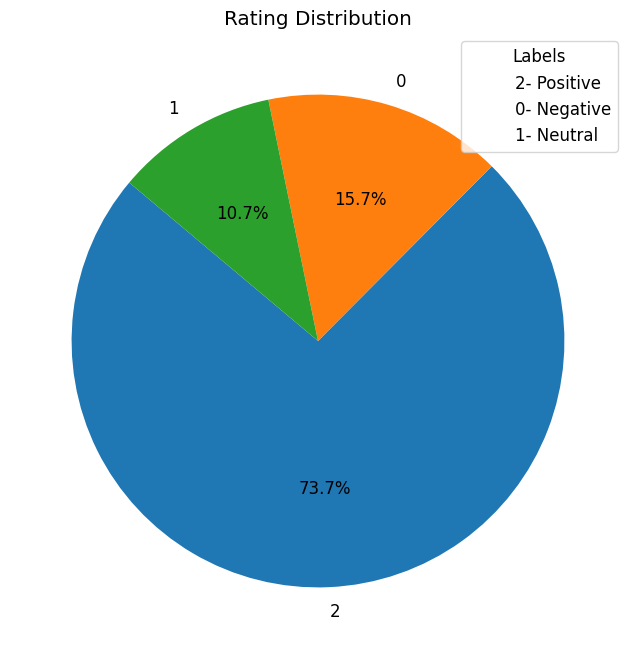 Rating Distribution
Labels
2- Positive
0- Negative
1- Neutral
0
1
15.7%
10.7%
73.7%
2